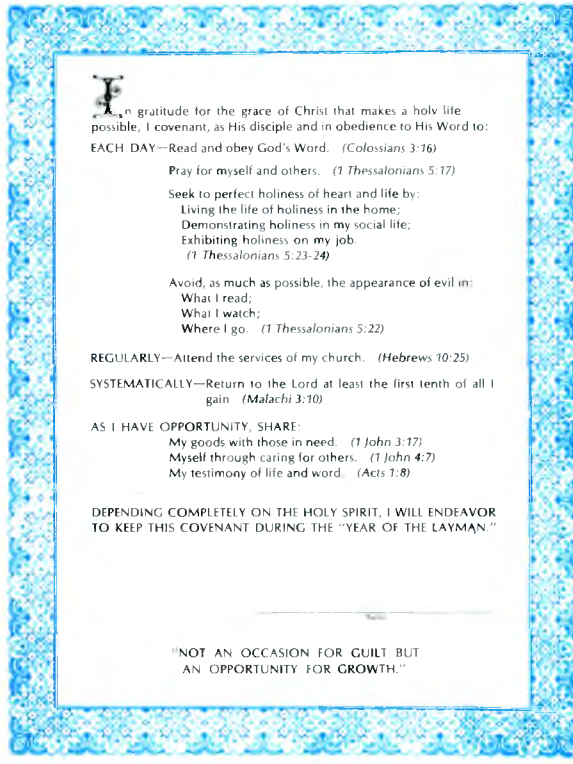 In gratitude for the grace of Christ that makes a holy life
possible, I covenant, as His disciple and in obedience to His Word to:
EACH DAY—Read and obey God's Word. (Colossians 3:16)
Pray for myself and others. (1 Thessalonians 5:17)
Seek to perfect holiness of heart and life by:
Living the life of holiness in the home;
Demonstrating holiness in my social life;
Exhibiting holiness on my job.
(1 Thessalonians 5:23-24)
Avoid, as much as possible, the appearance of evil in:
What I read;
What I watch;
Where I go. (1 Thessalonians 5:22)
REGULARLY—Attend the services of my church. (Hebrews 10:25)
SYSTEMATICALLY—Return to the Lord at least the first tenth of all I
gain (Malachi 3:10)
AS I HAVE OPPORTUNITY, SHARE:
My goods with those in need. (1 John 3:17)
Myself through caring for others. (1 John 4:7)
My testimony of life and word. (Acts 1:8)
DEPENDING COMPLETELY ON THE HOLY SPIRIT, I WILL ENDEAVOR
TO KEEP THIS COVENANT DURING THE "YEAR OF THE LAYMAN."
"NOT AN OCCASION FOR GUILT BUT
AN OPPORTUNITY FOR GROWTH."